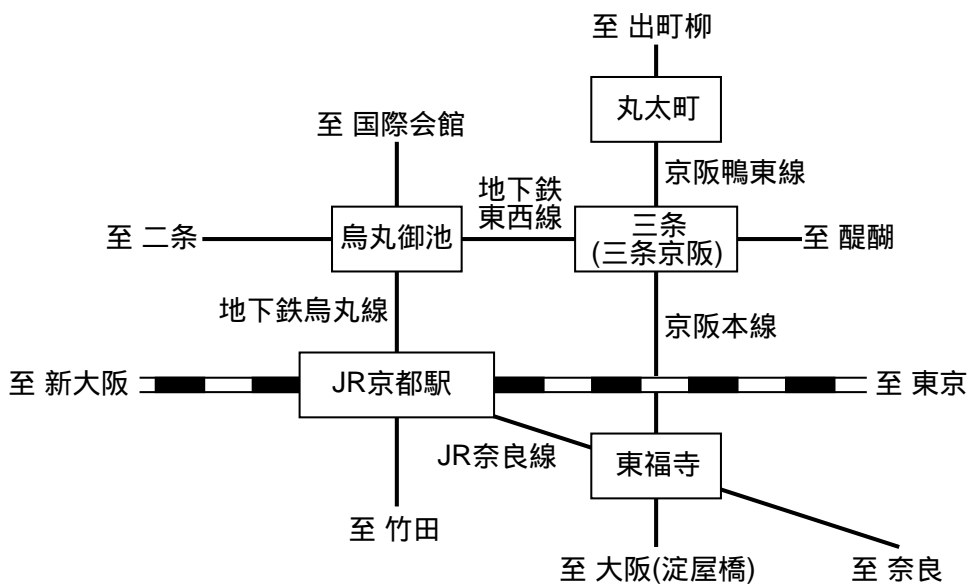 至 出町柳
丸太町
至 国際会館
京阪鴨東線
地下鉄
東西線
至 二条
烏丸御池
三条
(三条京阪)
至 醍醐
地下鉄烏丸線
京阪本線
至 新大阪
JR京都駅
至 東京
JR奈良線
東福寺
至 竹田
至 大阪(淀屋橋)
至 奈良